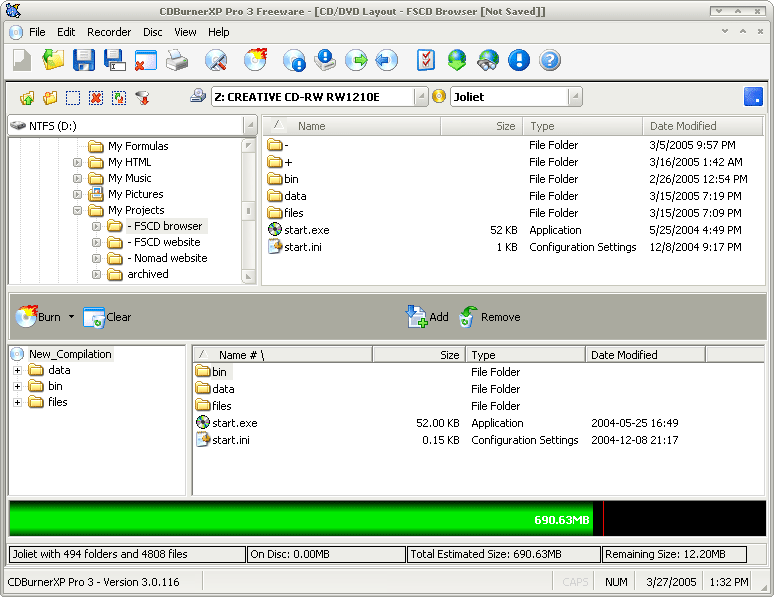 CDBurnerXP Pro 3 Freeware - [CD/DVD Layout - FSCD Browser [Not Saved]]
File Edit Recorder Disc View Help
2: CREATIVE CD-RW RW1210E Joliet
NTFS (D:)
My Formulas
My HTML
My Music
My Pictures
My Projects
- FSCD browser
- FSCD website
- Nomad website
archived
Name Size Type Date Modified
- File Folder 3/5/2005 9:57 PM
+ File Folder 3/16/2005 1:42 AM
bin File Folder 2/26/2005 12:54 PM
data File Folder 3/15/2005 7:19 PM
files File Folder 3/15/2005 7:09 PM
start.exe 52 KB Application 5/25/2004 4:49 PM
start.ini 1 KB Configuration Settings 12/8/2004 9:17 PM
Burn Clear Add Remove
New_Compilation
data
bin
files
Name # \ Size Type Date Modified
bin File Folder
data File Folder
files File Folder
start.exe 52.00 KB Application 2004-05-25 16:49
start.ini 0.15 KB Configuration Settings 2004-12-08 21:17
690.63MB
Joliet with 494 folders and 4808 files On Disc: 0.00MB Total Estimated Size: 690.63MB Remaining Size: 12.20MB
CDBurnerXP Pro 3 - Version 3.0.116 CAPS NUM 3/27/2005 1:32 PM